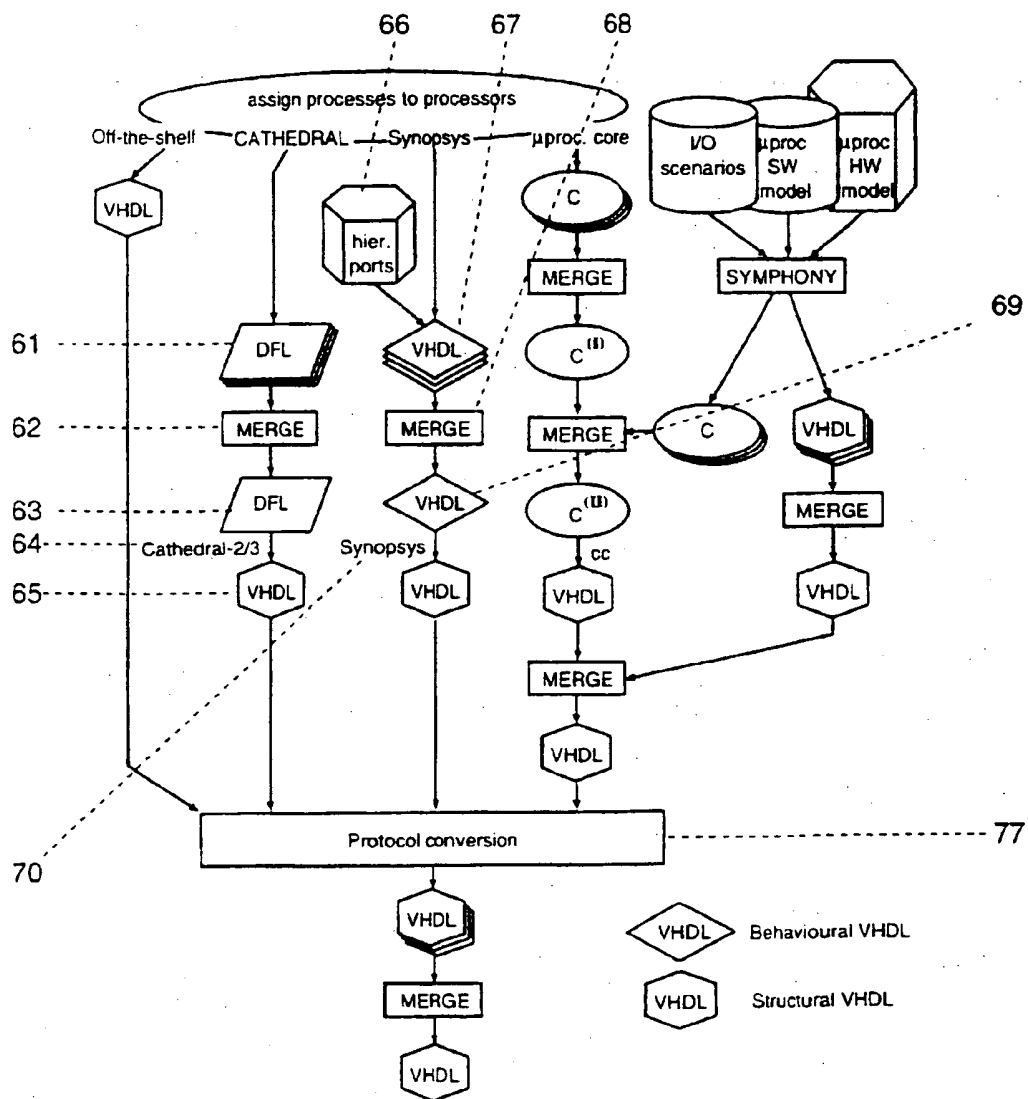 66 67 68
assign processes to processors
Off-the-shelf CATHEDRAL Synopsys μproc. core
I/O scenarios
μproc SW model
μproc HW model
VHDL
C
hier. ports
MERGE
SYMPHONY
69
61
DFL
VHDL
C(I)
62
MERGE
MERGE
MERGE
C
VHDL
63
DFL
VHDL
C(II)
MERGE
64
Cathedral-2/3
Synopsys
cc
65
VHDL
VHDL
VHDL
VHDL
MERGE
VHDL
Protocol conversion
77
70
VHDL
VHDL Behavioural VHDL
MERGE
VHDL Structural VHDL
VHDL